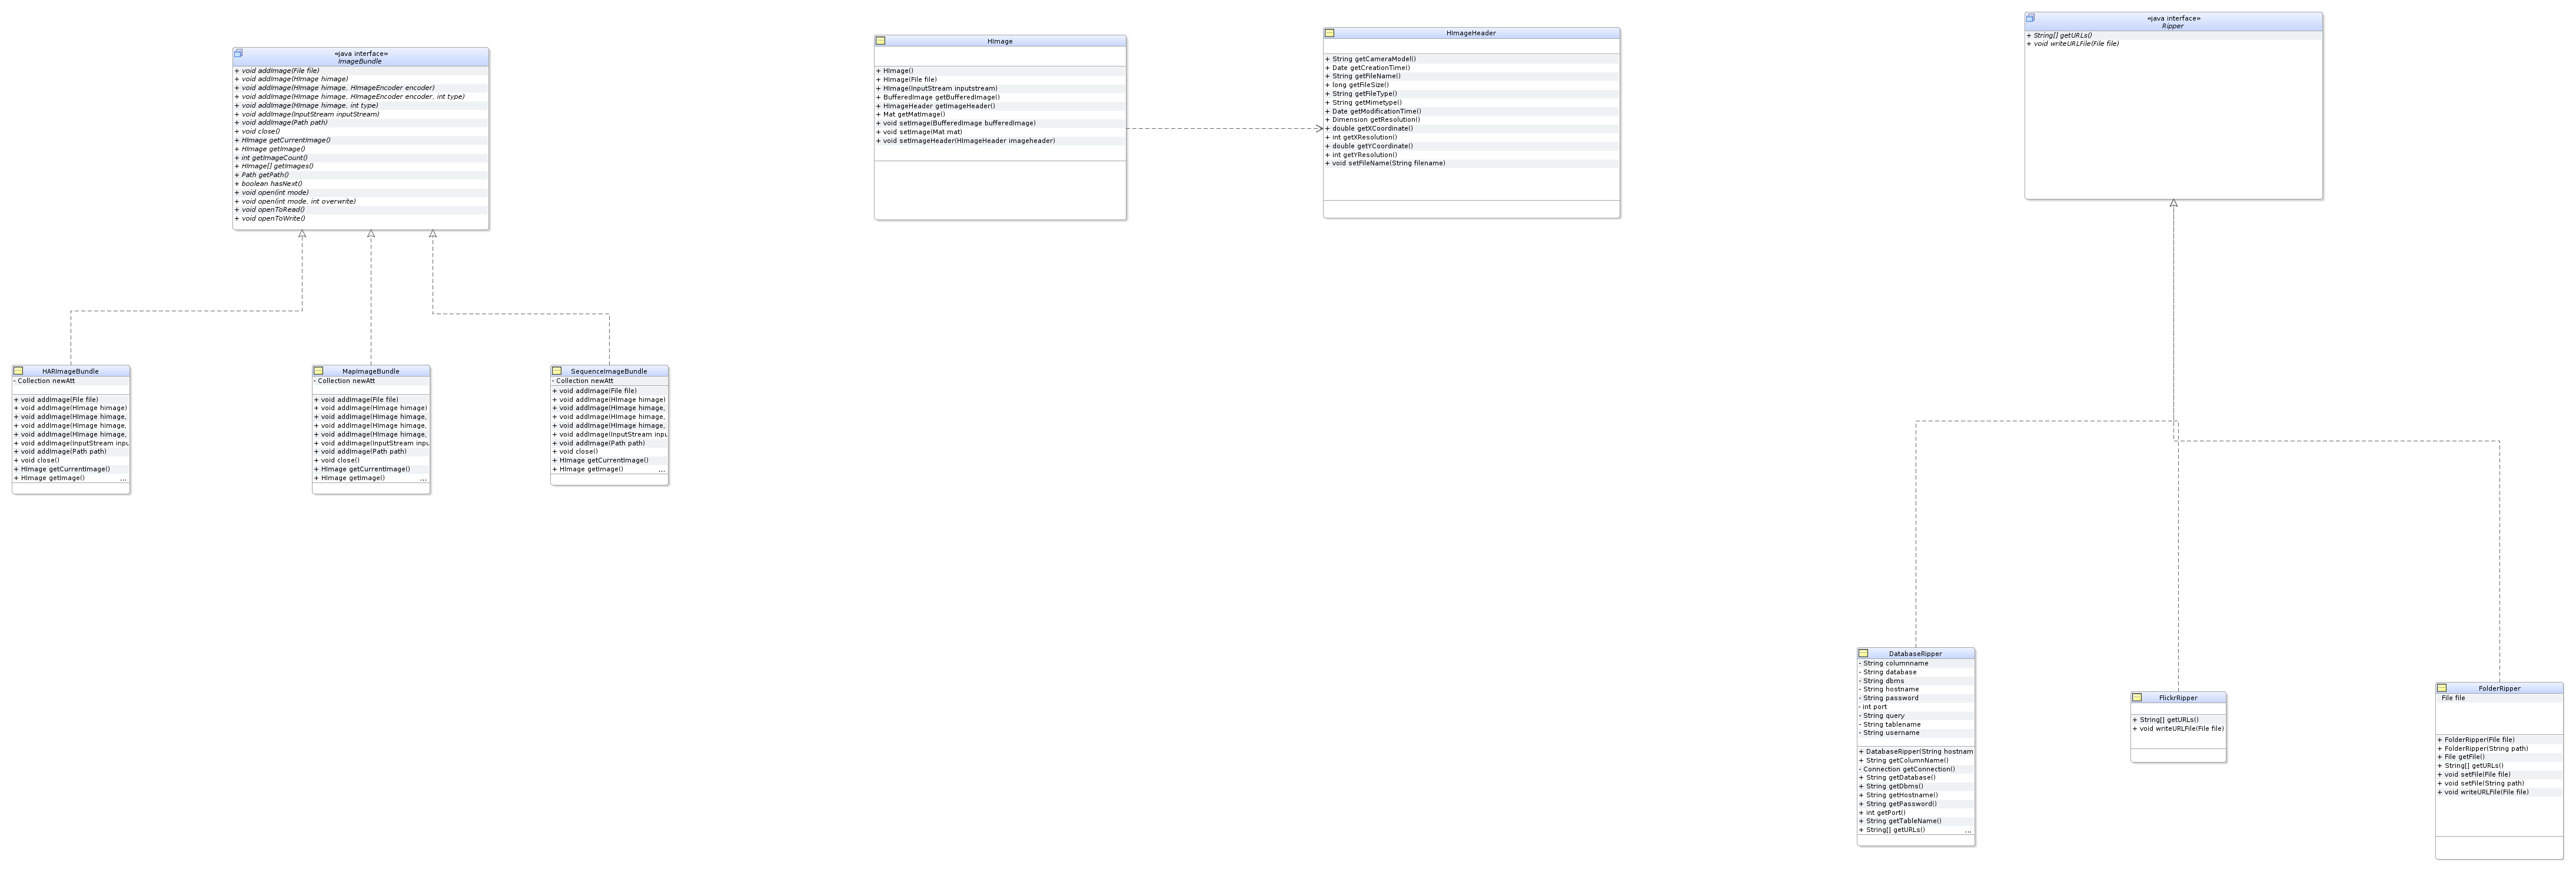 «java interface»
ImageBundle
+ void addImage(File file)
+ void addImage(HImage himage)
+ void addImage(HImage himage, HImageEncoder encoder)
+ void addImage(HImage himage, HImageEncoder encoder, int type)
+ void addImage(HImage himage, int type)
+ void addImage(InputStream inputStream)
+ void addImage(Path path)
+ void close()
+ HImage getCurrentImage()
+ HImage getImage()
+ int getImageCount()
+ HImage[] getImages()
+ Path getPath()
+ boolean hasNext()
+ void open(int mode)
+ void open(int mode, int overwrite)
+ void openToRead()
+ void openToWrite()
HImage
+ HImage()
+ HImage(File file)
+ HImage(InputStream inputstream)
+ BufferedImage getBufferedImage()
+ HImageHeader getImageHeader()
+ Mat getMatImage()
+ void setImage(BufferedImage bufferedImage)
+ void setImage(Mat mat)
+ void setImageHeader(HImageHeader imageheader)
HImageHeader
+ String getCameraModel()
+ Date getCreationTime()
+ String getFileName()
+ long getFileSize()
+ String getFileType()
+ String getMimetype()
+ Date getModificationTime()
+ Dimension getResolution()
+ double getXCoordinate()
+ int getXResolution()
+ double getYCoordinate()
+ int getYResolution()
+ void setFileName(String filename)
«java interface»
Ripper
+ String[] getURLs()
+ void writeURLFile(File file)
HARImageBundle
- Collection newAtt
+ void addImage(File file)
+ void addImage(HImage himage)
+ void addImage(HImage himage,
+ void addImage(HImage himage,
+ void addImage(HImage himage,
+ void addImage(InputStream inpu
+ void addImage(Path path)
+ void close()
+ HImage getCurrentImage()
+ HImage getImage() ...
MapImageBundle
- Collection newAtt
+ void addImage(File file)
+ void addImage(HImage himage)
+ void addImage(HImage himage,
+ void addImage(HImage himage,
+ void addImage(HImage himage,
+ void addImage(InputStream inpu
+ void addImage(Path path)
+ void close()
+ HImage getCurrentImage()
+ HImage getImage() ...
SequenceImageBundle
- Collection newAtt
+ void addImage(File file)
+ void addImage(HImage himage)
+ void addImage(HImage himage,
+ void addImage(HImage himage,
+ void addImage(HImage himage,
+ void addImage(InputStream inpu
+ void addImage(Path path)
+ void close()
+ HImage getCurrentImage()
+ HImage getImage() ...
DatabaseRipper
- String columnname
- String database
- String dbms
- String hostname
- String password
- int port
- String query
- String tablename
- String username
+ DatabaseRipper(String hostnam
+ String getColumnName()
- Connection getConnection()
+ String getDatabase()
+ String getDbms()
+ String getHostname()
+ String getPassword()
+ int getPort()
+ String getTableName()
+ String[] getURLs() ...
FlickrRipper
+ String[] getURLs()
+ void writeURLFile(File file)
FolderRipper
File file
+ FolderRipper(File file)
+ FolderRipper(String path)
+ File getFile()
+ String[] getURLs()
+ void setFile(File file)
+ void setFile(String path)
+ void writeURLFile(File file)